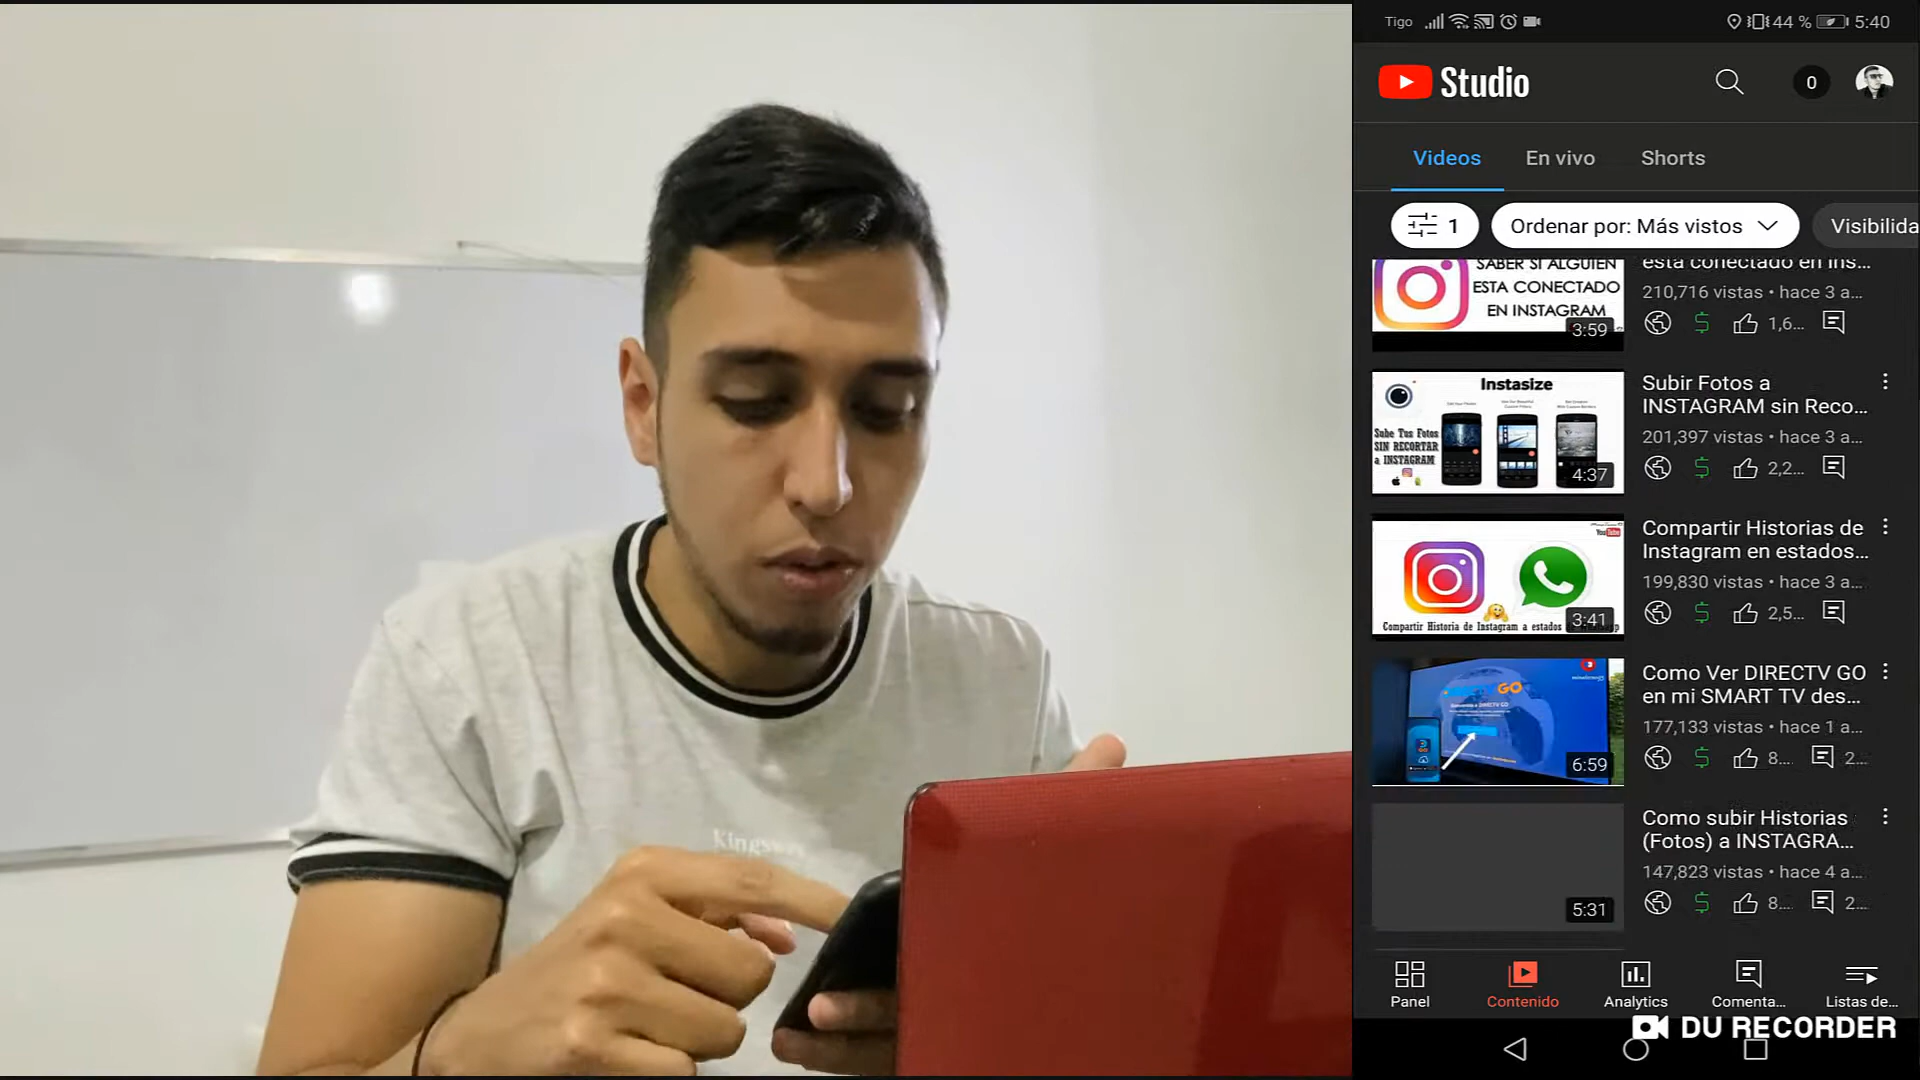 Tigo
44 %
5:40
Studio
0
Videos
En vivo
Shorts
1
Ordenar por: Más vistos
Visibilida
SABER SI ALGUIEN
ESTA CONECTADO
EN INSTAGRAM
3:59
esta conectado en Ins...
210,716 vistas • hace 3 a...
1,6...
Instasize
Sube Tus Fotos
SIN RECORTAR
a INSTAGRAM
4:37
Subir Fotos a
INSTAGRAM sin Reco...
201,397 vistas • hace 3 a...
2,2...
YouTube
3:41
Compartir Historia de Instagram a estados
Compartir Historias de
Instagram en estados...
199,830 vistas • hace 3 a...
2,5...
GO
6:59
Como Ver DIRECTV GO
en mi SMART TV des...
177,133 vistas • hace 1 a...
8...
2...
5:31
Como subir Historias
(Fotos) a INSTAGRA...
147,823 vistas • hace 4 a...
8...
2...
Panel
Contenido
Analytics
Comenta...
Listas de...
DU RECORDER